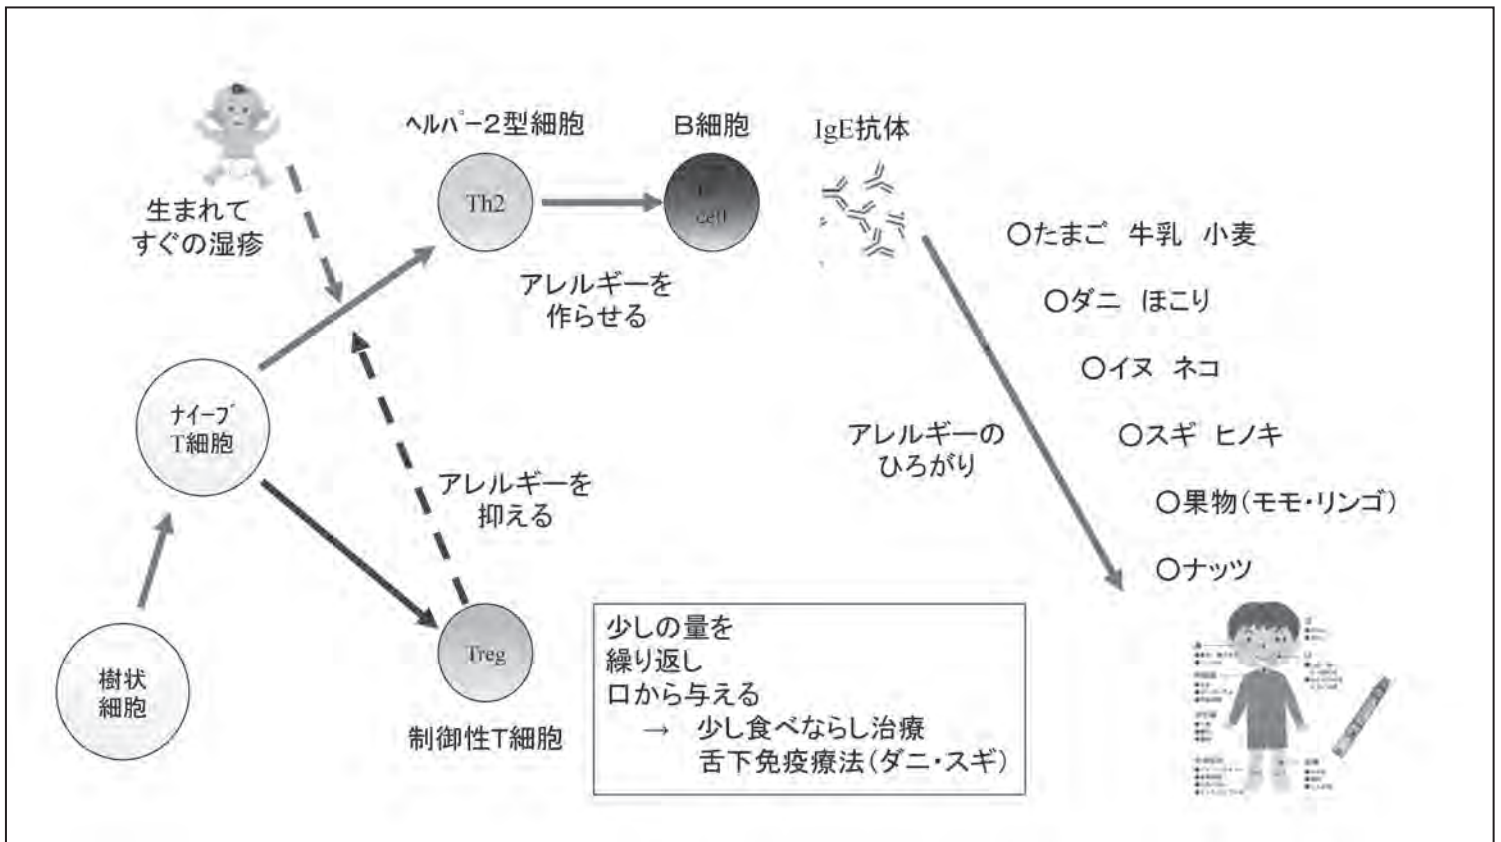 生まれて
すぐの湿疹
ヘルパー2型細胞
Th2
B細胞
cell
IgE抗体
アレルギーを
作らせる
ナイーブ
T細胞
樹状
細胞
アレルギーを
抑える
Treg
制御性T細胞
少しの量を
繰り返し
口から与える
→ 少し食べならし治療
舌下免疫療法(ダニ・スギ)
アレルギーの
ひろがり
○たまご 牛乳 小麦
○ダニ ほこり
○イヌ ネコ
○スギ ヒノキ
○果物(モモ・リンゴ)
○ナッツ